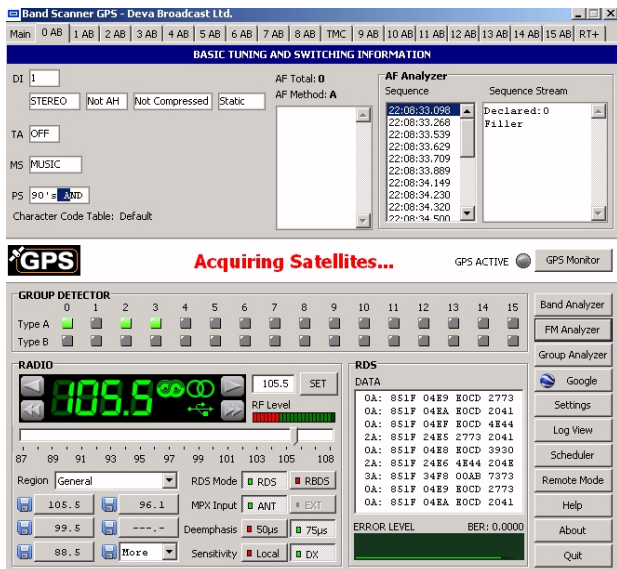 Band Scanner GPS - Deva Broadcast Ltd.
Main 0 AB 1 AB 2 AB 3 AB 4 AB 5 AB 6 AB 7 AB 8 AB TMC 9 AB 10 AB 11 AB 12 AB 13 AB 14 AB 15 AB RT+
BASIC TUNING AND SWITCHING INFORMATION
DI 1
STEREO Not AH Not Compressed Static
TA OFF
MS MUSIC
PS 90's AND
Character Code Table: Default
AF Total: 0
AF Method: A
AF Analyzer
Sequence Sequence Stream
22:08:33.098
22:08:33.268
22:08:33.539
22:08:33.629
22:08:33.709
22:08:33.889
22:08:34.149
22:08:34.230
22:08:34.320
22:08:34.500
Declared:0
Filler
GPS
Acquiring Satellites...
GPS ACTIVE
GPS Monitor
GROUP DETECTOR
0 1 2 3 4 5 6 7 8 9 10 11 12 13 14 15
Type A
Type B
RADIO
105.5
105.5 SET
RF Level
87 89 91 93 95 97 99 101 103 105 108
Region General
RDS Mode RDS RBDS
105.5 96.1
MPX Input ANT EXT
99.5 ---.-
Deemphasis 50µs 75µs
88.5 More
Sensitivity Local DX
RDS
DATA
0A: 851F 04E9 E0CD 2773
0A: 851F 04EA E0CD 2041
0A: 851F 04EF E0CD 4E44
2A: 851F 24E5 2773 2041
0A: 851F 04E8 E0CD 3930
2A: 851F 24E6 4E44 204E
3A: 851F 34F8 00AB 7373
0A: 851F 04E9 E0CD 2773
0A: 851F 04EA E0CD 2041
ERROR LEVEL BER: 0.0000
Band Analyzer
FM Analyzer
Group Analyzer
Google
Settings
Log View
Scheduler
Remote Mode
Help
About
Quit